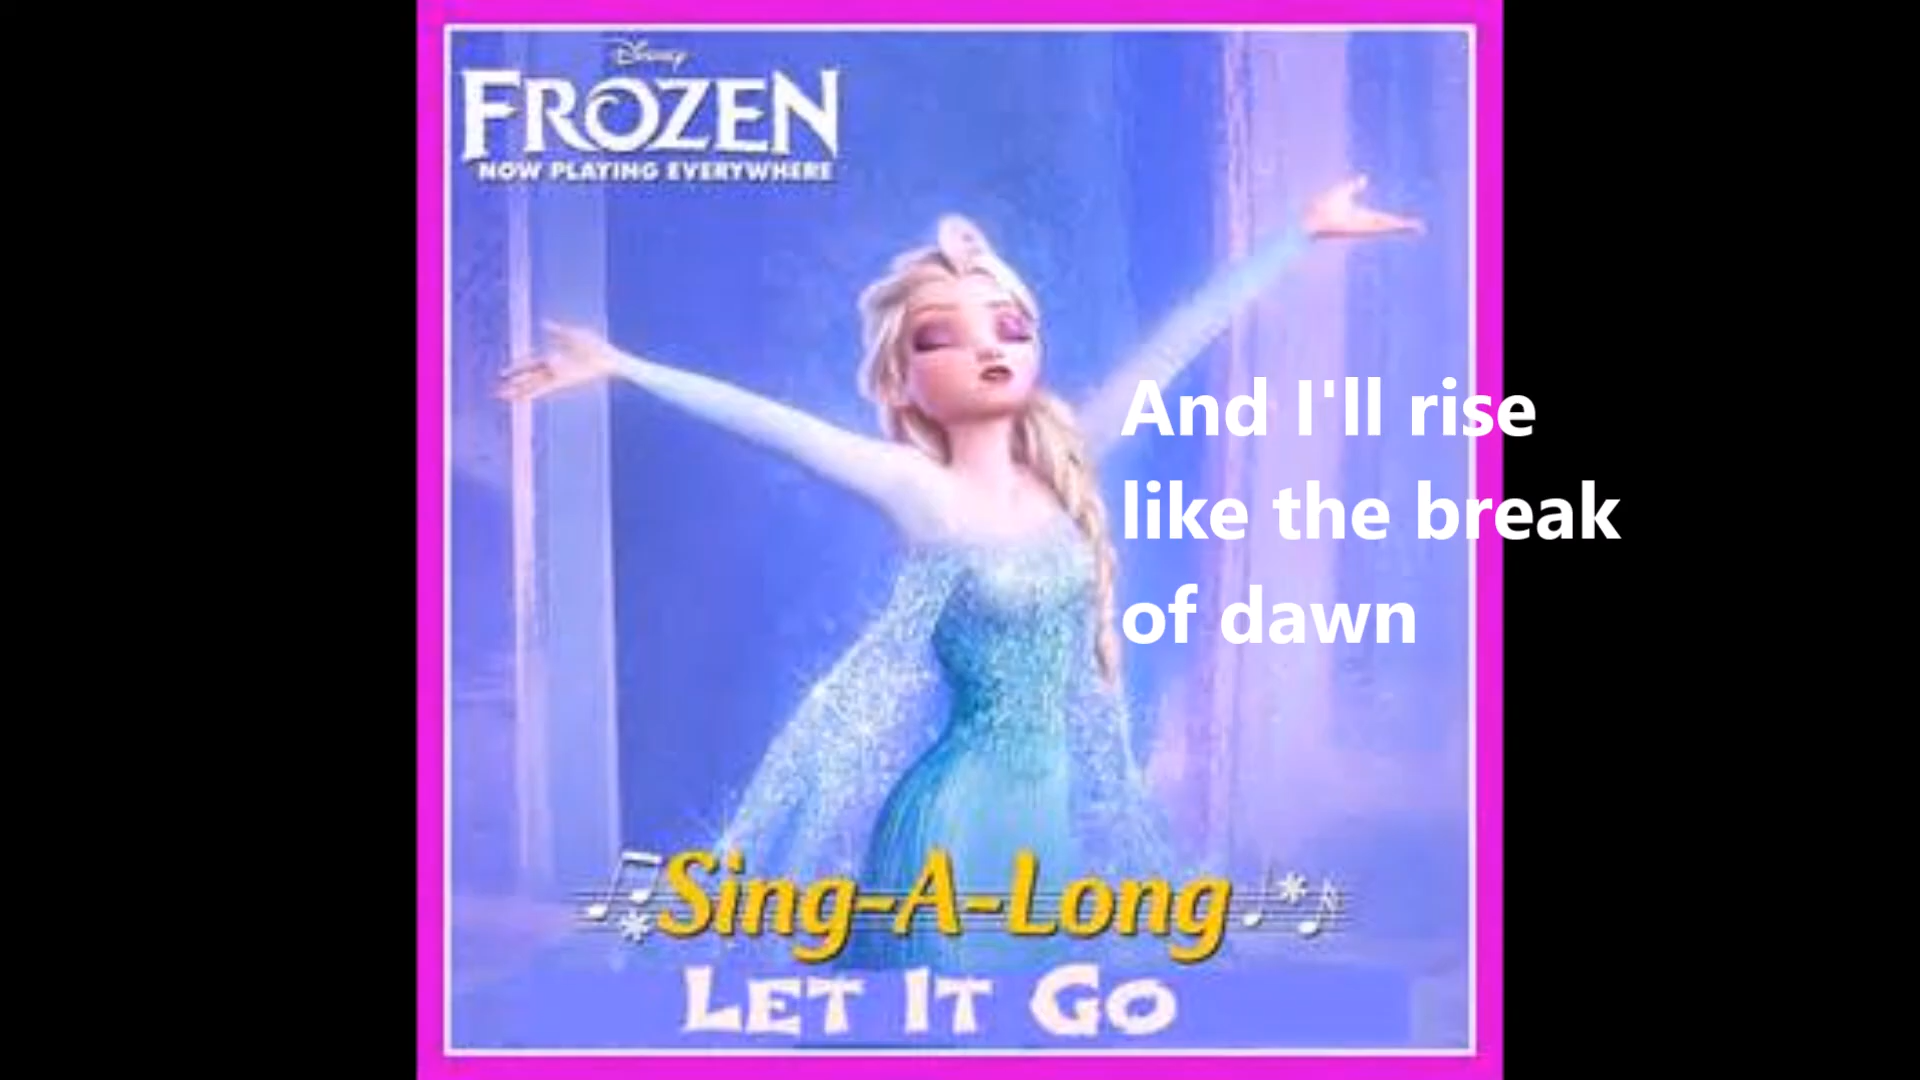 Disney
FROZEN
NOW PLAYING EVERYWHERE
And I'll rise
like the break
of dawn
Sing-A-Long
LET IT GO